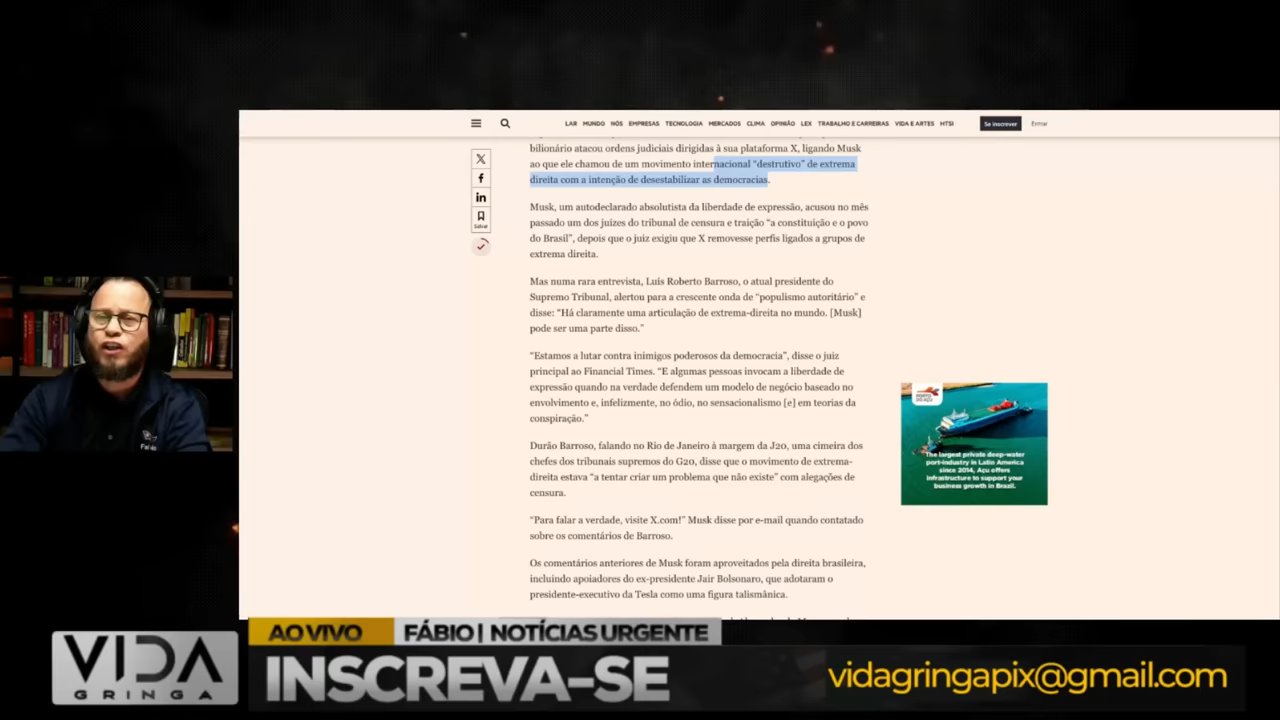 LAR MUNDO NÓS EMPRESAS TECNOLOGIA MERCADOS CLIMA OPINIÃO LEX TRABALHO E CARREIRAS VIDA E ARTES HTSI
Se inscrever
Entrar
Salvar
bilionário atacou ordens judiciais dirigidas à sua plataforma X, ligando Musk
ao que ele chamou de um movimento internacional “destrutivo” de extrema
direita com a intenção de desestabilizar as democracias.
Musk, um autodeclarado absolutista da liberdade de expressão, acusou no mês
passado um dos juízes do tribunal de censura e traição “a constituição e o povo
do Brasil”, depois que o juiz exigiu que X removesse perfis ligados a grupos de
extrema direita.
Mas numa rara entrevista, Luís Roberto Barroso, o atual presidente do
Supremo Tribunal, alertou para a crescente onda de “populismo autoritário” e
disse: “Há claramente uma articulação de extrema-direita no mundo. [Musk]
pode ser uma parte disso.”
“Estamos a lutar contra inimigos poderosos da democracia”, disse o juiz
principal ao Financial Times. “E algumas pessoas invocam a liberdade de
expressão quando na verdade defendem um modelo de negócio baseado no
envolvimento e, infelizmente, no ódio, no sensacionalismo [e] em teorias da
conspiração.”
Durão Barroso, falando no Rio de Janeiro à margem da J20, uma cimeira dos
chefes dos tribunais supremos do G20, disse que o movimento de extrema-
direita estava “a tentar criar um problema que não existe” com alegações de
censura.
“Para falar a verdade, visite X.com!” Musk disse por e-mail quando contatado
sobre os comentários de Barroso.
Os comentários anteriores de Musk foram aproveitados pela direita brasileira,
incluindo apoiadores do ex-presidente Jair Bolsonaro, que adotaram o
presidente-executivo da Tesla como uma figura talismânica.
PORTO DO AÇU
The largest private deep-water
port-industry in Latin America
since 2014, Açu offers
infrastructure to support your
business growth in Brazil.
AO VIVO
FÁBIO | NOTÍCIAS URGENTE
VIDA
GRINGA
INSCREVA-SE
vidagringapix@gmail.com